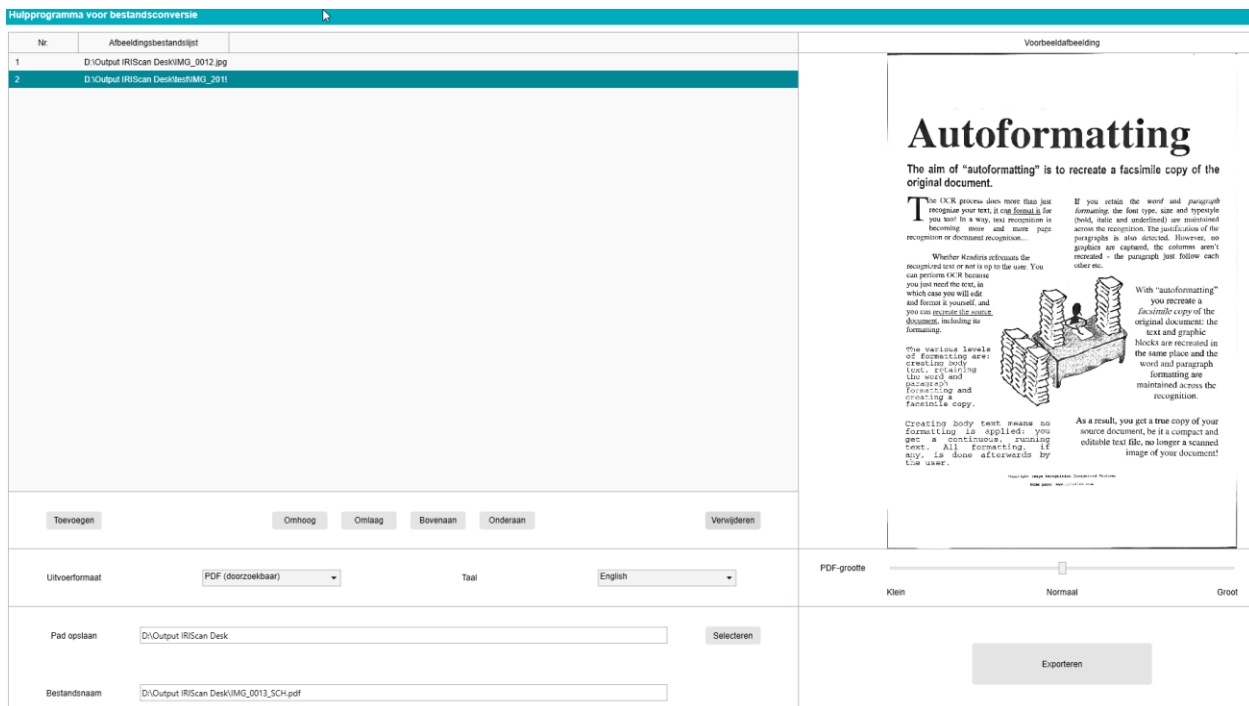 Hulpprogramma voor bestandsconversie
Nr.
Afbeeldingsbestandslijst
1 D:\Output IRIScan Desk\IMG_0012.jpg
2 D:\Output IRIScan Desk\test\IMG_201
Toevoegen
Omhoog
Omlaag
Bovenaan
Onderaan
Verwijderen
Uitvoerformaat
PDF (doorzoekbaar)
Taal
English
Pad opslaan
D:\Output IRIScan Desk
Selecteren
Bestandsnaam
D:\Output IRIScan Desk\IMG_0013_SCH.pdf
Voorbeeldafbeelding
Autoformatting
The aim of “autoformatting” is to recreate a facsimile copy of the
original document.
The OCR process does more than just
recognize your text, it can format it for
you too! In a way, text recognition is
becoming more and more page
recognition or document recognition...
Whether Readiris reformats the
recognized text or not is up to the user. You
can perform OCR because
you just need the text, in
which case you will edit
and format it yourself, and
you can recreate the source
document, including its
formatting.
The various levels
of formatting are:
creating body
text, retaining
the word and
paragraph
formatting and
creating a
facsimile copy.
Creating body text means no
formatting is applied: you
get a continuous, running
text. All formatting, if
any, is done afterwards by
the user.
If you retain the word and paragraph
formatting, the font type, size and typestyle
(bold, italic and underlined) are maintained
across the recognition. The justification of the
paragraphs is also detected. However, no
graphics are captured, the columns aren't
recreated - the paragraph just follow each
other etc.
With “autoformatting”
you recreate a
facsimile copy of the
original document: the
text and graphic
blocks are recreated in
the same place and the
word and paragraph
formatting are
maintained across the
recognition.
As a result, you get a true copy of your
source document, be it a compact and
editable text file, no longer a scanned
image of your document!
Copyright Image Recognition Integrated Systems
Home page:
PDF-grootte
Klein
Normaal
Groot
Exporteren